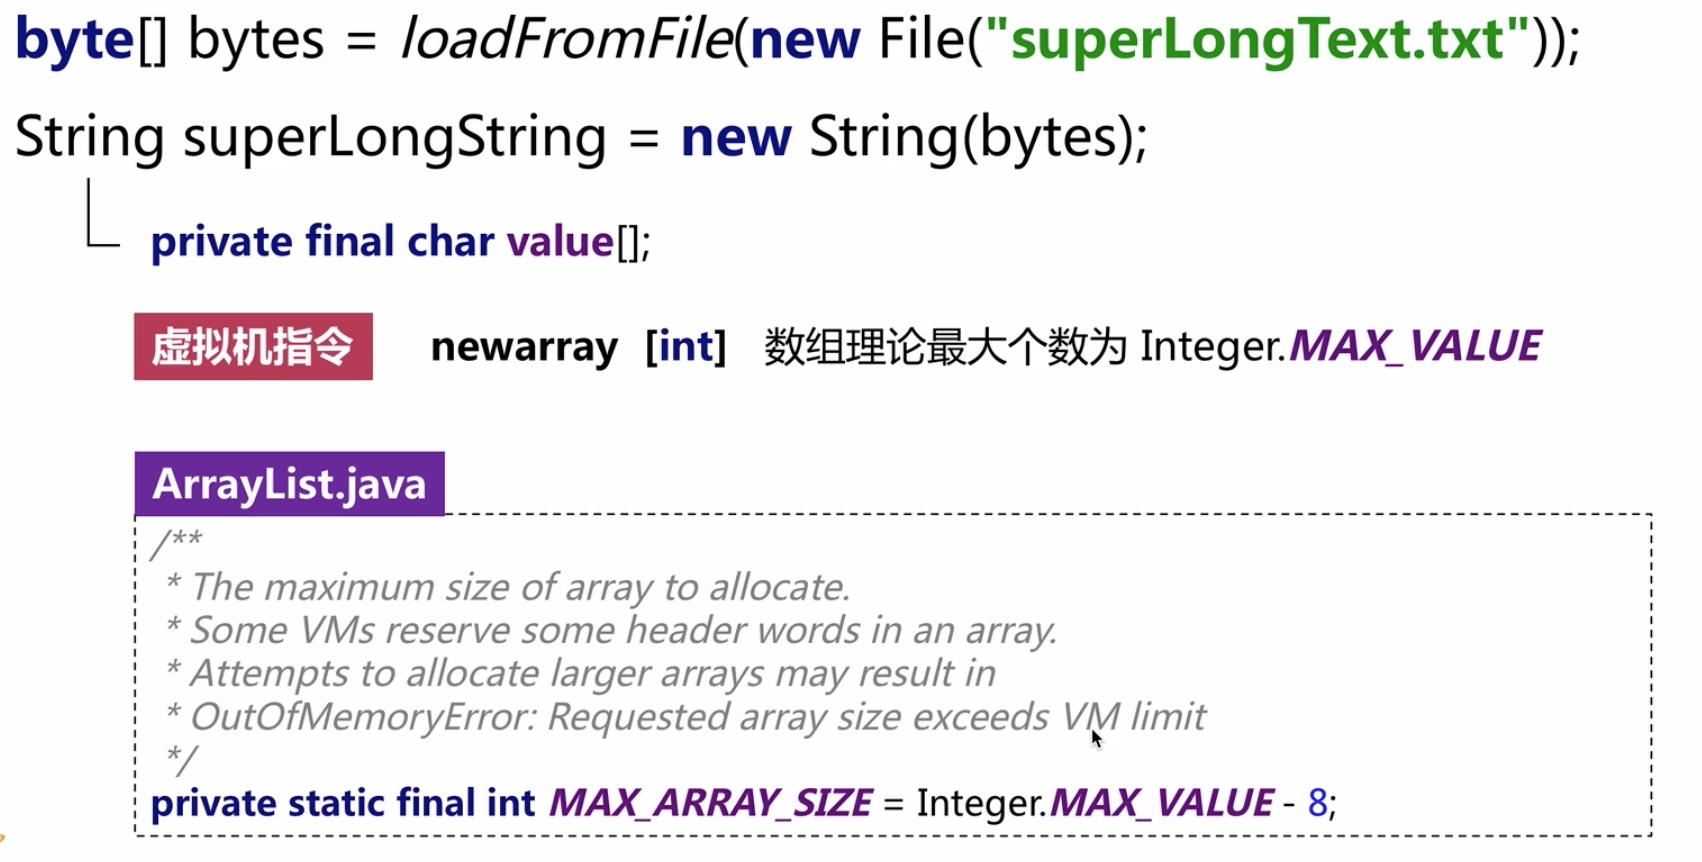 byte[] bytes = loadFromFile(new File("superLongText.txt"));
String superLongString = new String(bytes);
private final char value[];
虚拟机指令 newarray [int] 数组理论最大个数为 Integer.MAX_VALUE
ArrayList.java
/**
* The maximum size of array to allocate.
* Some VMs reserve some header words in an array.
* Attempts to allocate larger arrays may result in
* OutOfMemoryError: Requested array size exceeds VM limit
*/
private static final int MAX_ARRAY_SIZE = Integer.MAX_VALUE - 8;